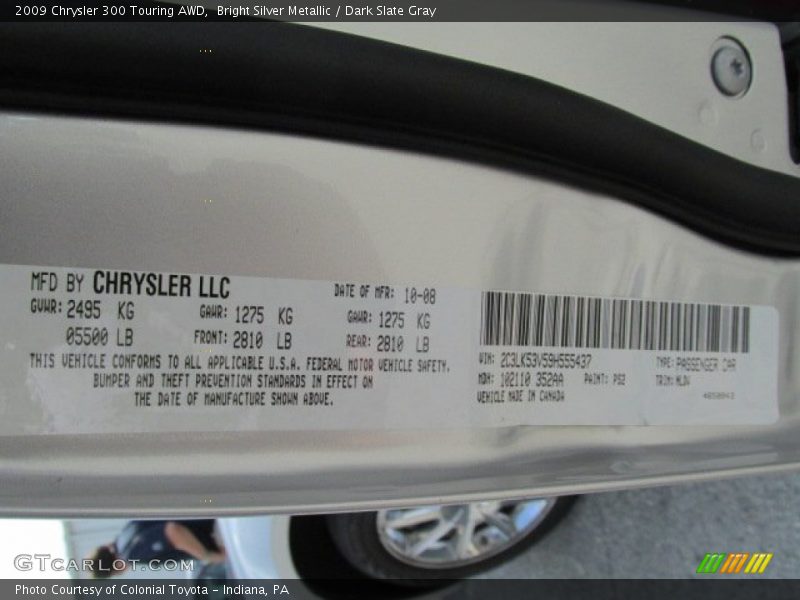 2009 Chrysler 300 Touring AWD, Bright Silver Metallic / Dark Slate Gray
MFD BY CHRYSLER LLC
DATE OF MFR: 10-08
GVWR: 2495 KG
GAWR: 1275 KG
GAWR: 1275 KG
05500 LB
FRONT: 2810 LB
REAR: 2810 LB
THIS VEHICLE CONFORMS TO ALL APPLICABLE U.S.A. FEDERAL MOTOR VEHICLE SAFETY,
BUMPER AND THEFT PREVENTION STANDARDS IN EFFECT ON
THE DATE OF MANUFACTURE SHOWN ABOVE.
VIN: 2C3LK53V59H555437
TYPE: PASSENGER CAR
MDH: 102110 352AA
PAINT: PS2
TRIM: MLDV
VEHICLE MADE IN CANADA
GTCARLOT.COM
Photo Courtesy of Colonial Toyota - Indiana, PA